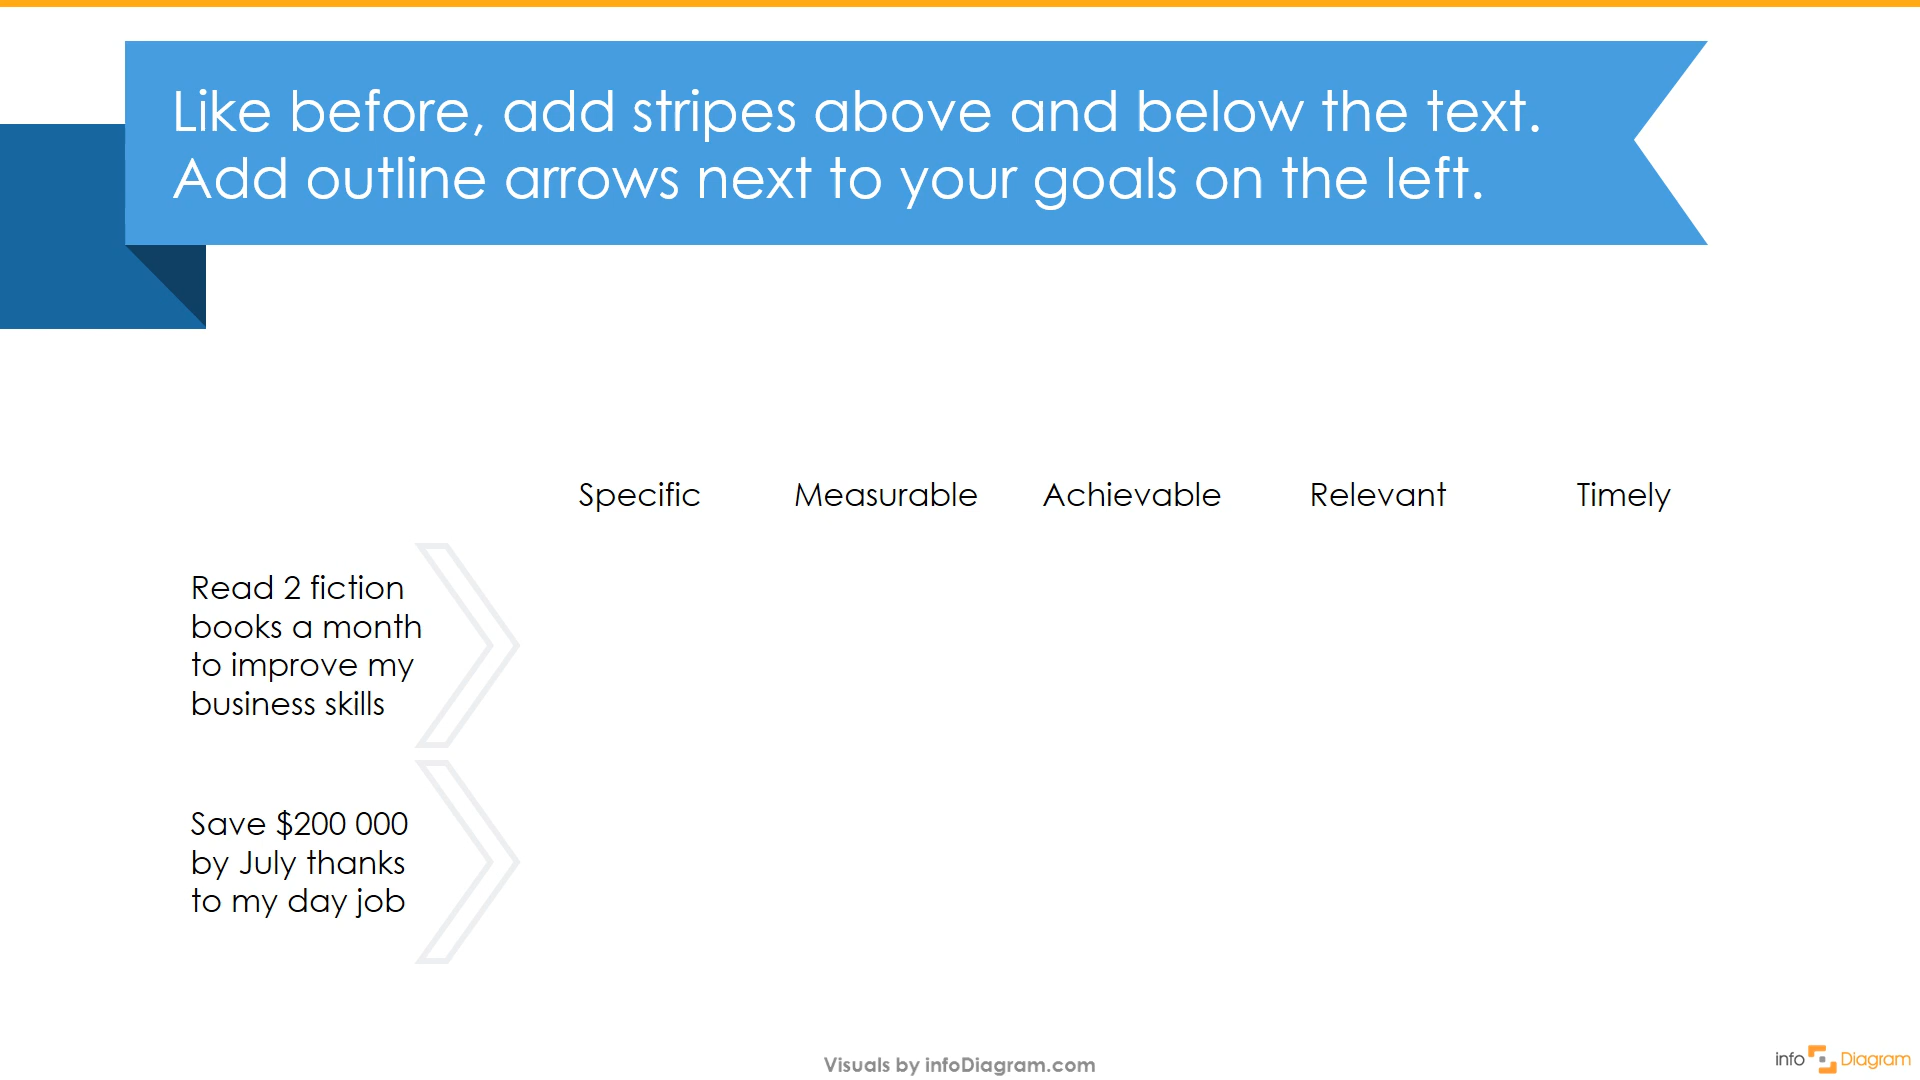 Like before, add stripes above and below the text.
Add outline arrows next to your goals on the left.
Specific Measurable Achievable Relevant Timely
Read 2 fiction
books a month
to improve my
business skills
Save $200 000
by July thanks
to my day job
Visuals by infoDiagram.com
info Diagram